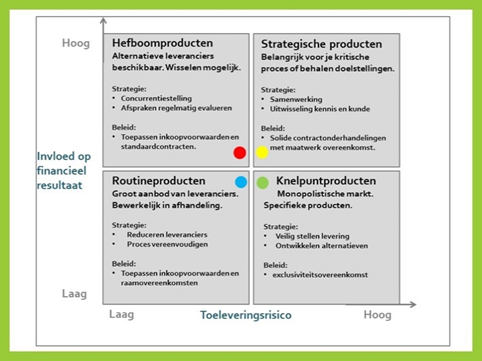 Hoog
Hefboomproducten
Alternatieve leveranciers
beschikbaar. Wisselen mogelijk.
Strategie:
• Concurrentiestelling
• Afspraken regelmatig evalueren
Beleid:
• Toepassen inkoopvoorwaarden en
standaardcontracten.
Strategische producten
Belangrijk voor je kritische
proces of behalen doelstellingen.
Strategie:
• Samenwerking
• Uitwisseling kennis en kunde
Beleid:
• Solide contractonderhandelingen
met maatwerk overeenkomst.
Invloed op
financieel
resultaat
Routineproducten
Groot aanbod van leveranciers.
Bewerkelijk in afhandeling.
Strategie:
• Reduceren leveranciers
• Proces vereenvoudigen
Beleid:
• Toepassen inkoopvoorwaarden en
raamovereenkomsten
Knelpuntproducten
Monopolistische markt.
Specifieke producten.
Strategie:
• Veilig stellen levering
• Ontwikkelen alternatieven
Beleid:
• exclusiviteitsovereenkomst
Laag
Laag
Toeleveringsrisico
Hoog